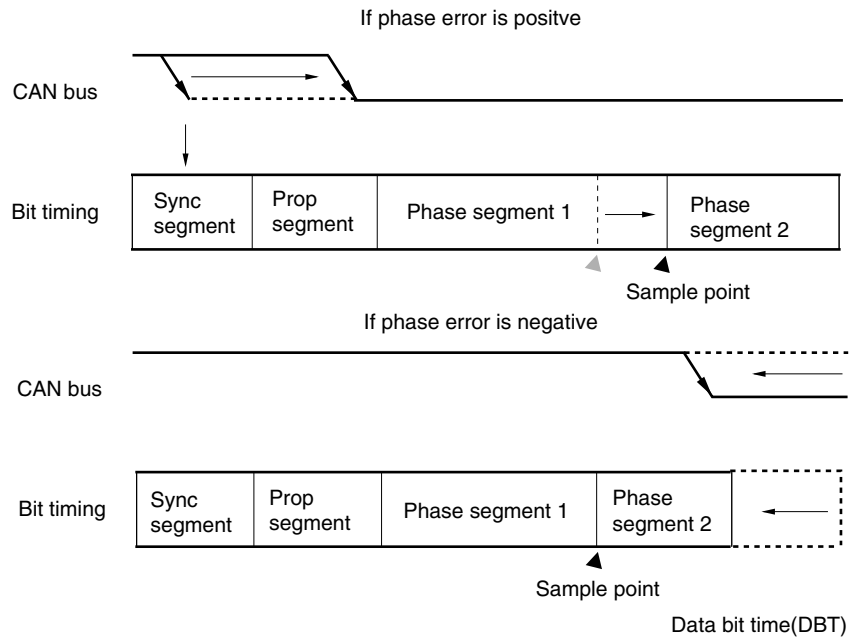 If phase error is positve
CAN bus
Bit timing
Sync segment
Prop segment
Phase segment 1
Phase segment 2
Sample point
If phase error is negative
CAN bus
Bit timing
Sync segment
Prop segment
Phase segment 1
Phase segment 2
Sample point
Data bit time(DBT)